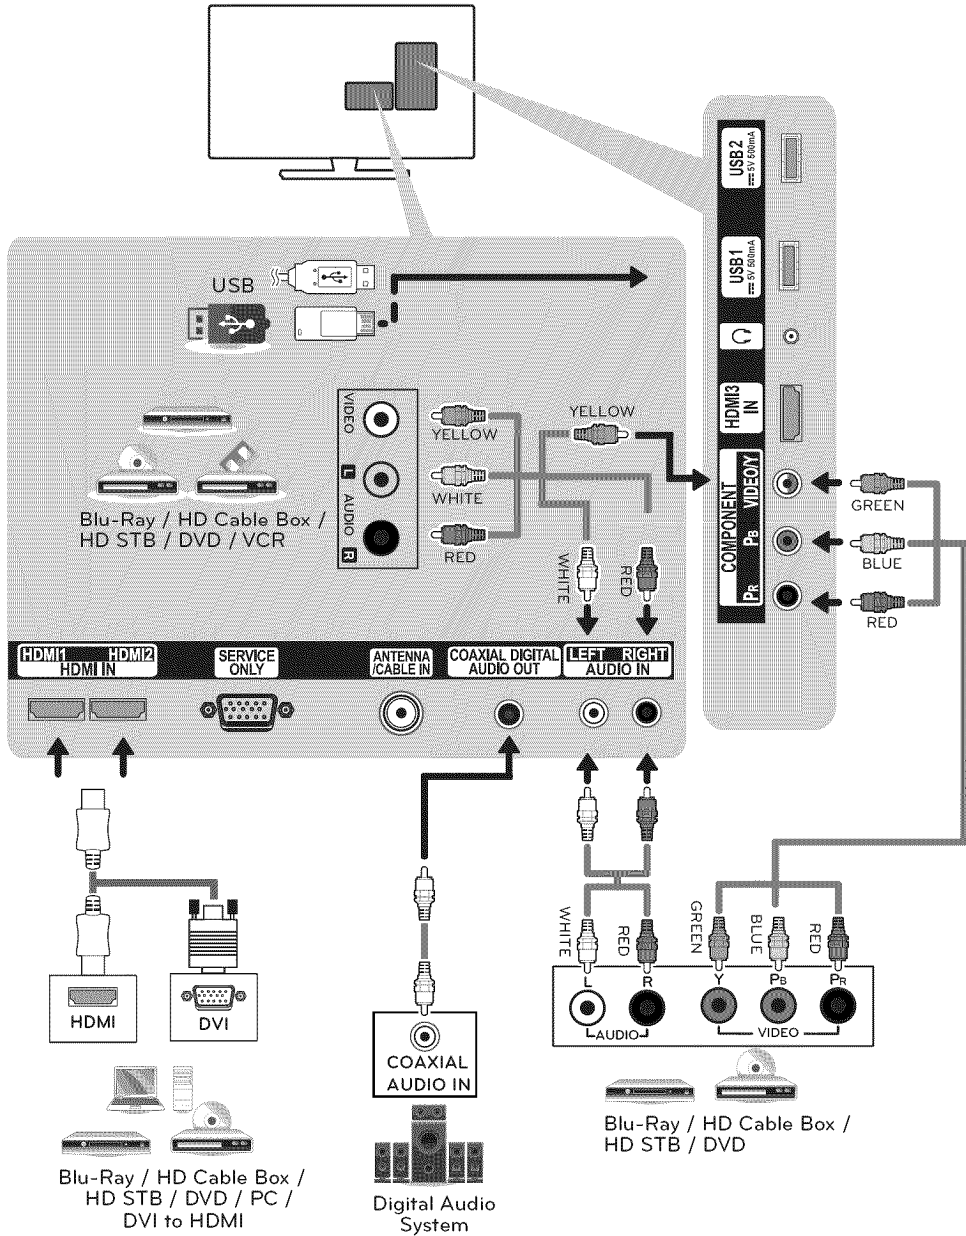 USB2
5V 500mA
USB1
5V 500mA
HDMI3
IN
COMPONENT
VIDEO/Y
PB
PR
GREEN
BLUE
RED
USB
VIDEO
L
AUDIO
R
YELLOW
WHITE
RED
YELLOW
WHITE
RED
Blu-Ray / HD Cable Box /
HD STB / DVD / VCR
HDMI1 HDMI2
HDMI IN
SERVICE
ONLY
ANTENNA
/CABLE IN
COAXIAL DIGITAL
AUDIO OUT
LEFT RIGHT
AUDIO IN
HDMI
DVI
Blu-Ray / HD Cable Box /
HD STB / DVD / PC /
DVI to HDMI
COAXIAL
AUDIO IN
Digital Audio
System
WHITE
RED
GREEN
BLUE
RED
L R Y PB PR
AUDIO VIDEO
Blu-Ray / HD Cable Box /
HD STB / DVD